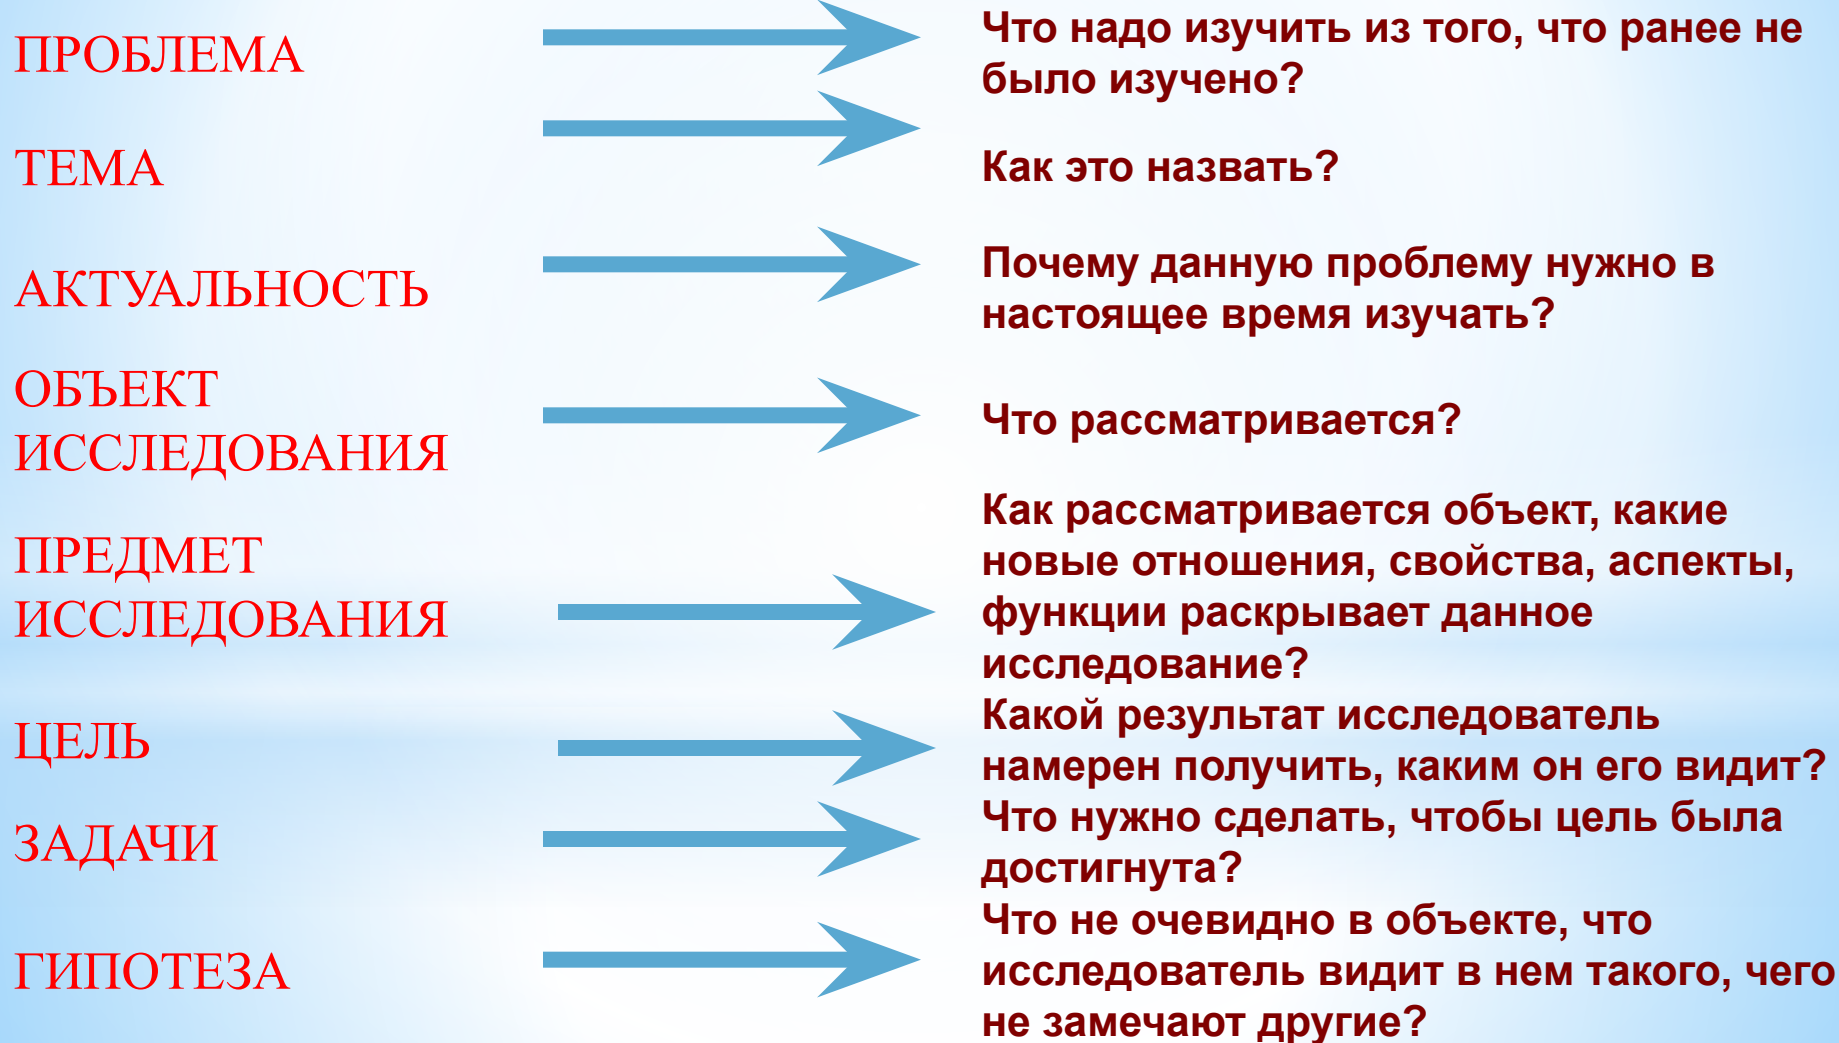 ПРОБЛЕМА
Что надо изучить из того, что ранее не
было изучено?
ТЕМА
Как это назвать?
АКТУАЛЬНОСТЬ
Почему данную проблему нужно в
настоящее время изучать?
ОБЪЕКТ
ИССЛЕДОВАНИЯ
Что рассматривается?
ПРЕДМЕТ
ИССЛЕДОВАНИЯ
Как рассматривается объект, какие
новые отношения, свойства, аспекты,
функции раскрывает данное
исследование?
ЦЕЛЬ
Какой результат исследователь
намерен получить, каким он его видит?
ЗАДАЧИ
Что нужно сделать, чтобы цель была
достигнута?
ГИПОТЕЗА
Что не очевидно в объекте, что
исследователь видит в нем такого, чего
не замечают другие?